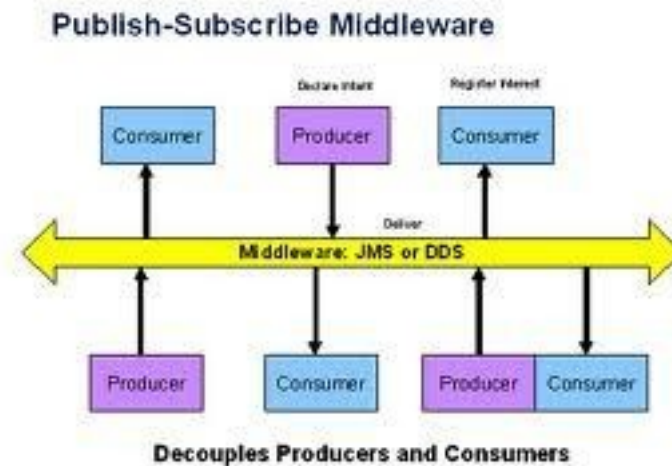 Publish-Subscribe Middleware
Declare Intent
Register Interest
Consumer
Producer
Consumer
Deliver
Middleware: JMS or DDS
Producer
Consumer
Producer
Consumer
Decouples Producers and Consumers